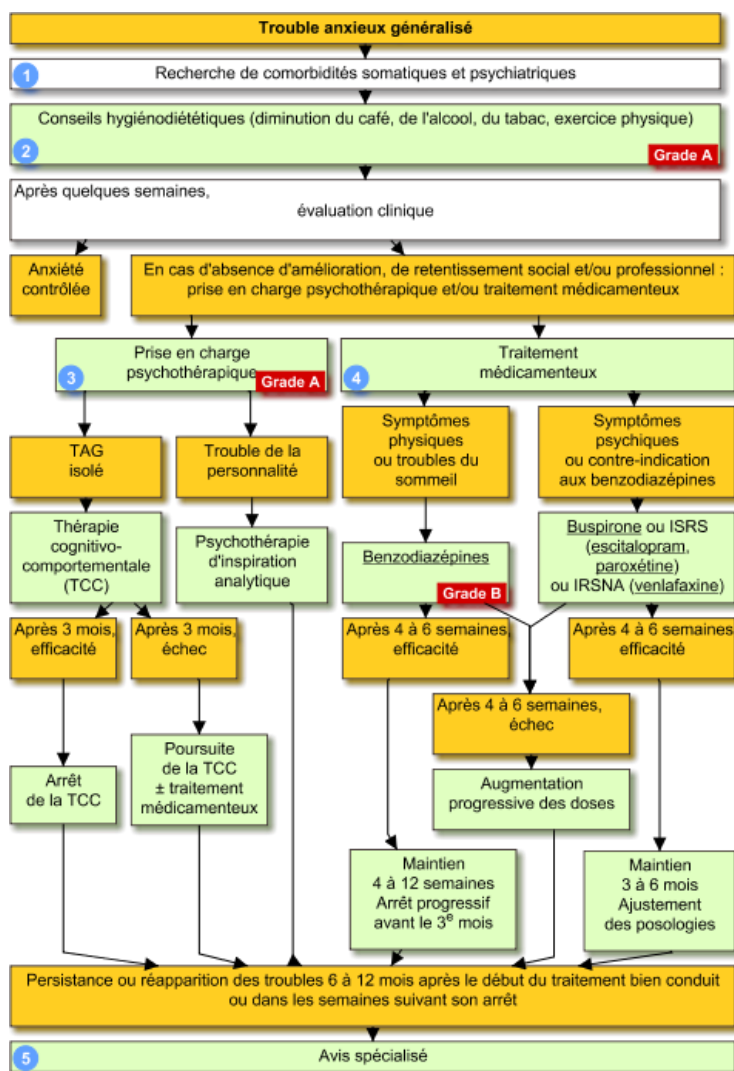 Trouble anxieux généralisé
1
Recherche de comorbidités somatiques et psychiatriques
Conseils hygiénodiététiques (diminution du café, de l'alcool, du tabac, exercice physique)
2
Grade A
Après quelques semaines,
évaluation clinique
Anxiété
contrôlée
En cas d'absence d'amélioration, de retentissement social et/ou professionnel :
prise en charge psychothérapique et/ou traitement médicamenteux
3
Prise en charge
psychothérapique
Grade A
4
Traitement
médicamenteux
TAG
isolé
Trouble de la
personnalité
Symptômes
physiques
ou troubles du
sommeil
Symptômes
psychiques
ou contre-indication
aux benzodiazépines
Thérapie
cognitivo-
comportementale
(TCC)
Psychothérapie
d'inspiration
analytique
Benzodiazépines
Grade B
Buspirone ou ISRS
(escitalopram,
paroxétine)
ou IRSNA (venlafaxine)
Après 3 mois,
efficacité
Après 3 mois,
échec
Après 4 à 6 semaines,
efficacité
Après 4 à 6 semaines
efficacité
Après 4 à 6 semaines,
échec
Arrêt
de la TCC
Poursuite
de la TCC
± traitement
médicamenteux
Augmentation
progressive des doses
Maintien
4 à 12 semaines
Arrêt progressif
avant le 3e mois
Maintien
3 à 6 mois
Ajustement
des posologies
Persistance ou réapparition des troubles 6 à 12 mois après le début du traitement bien conduit
ou dans les semaines suivant son arrêt
5
Avis spécialisé